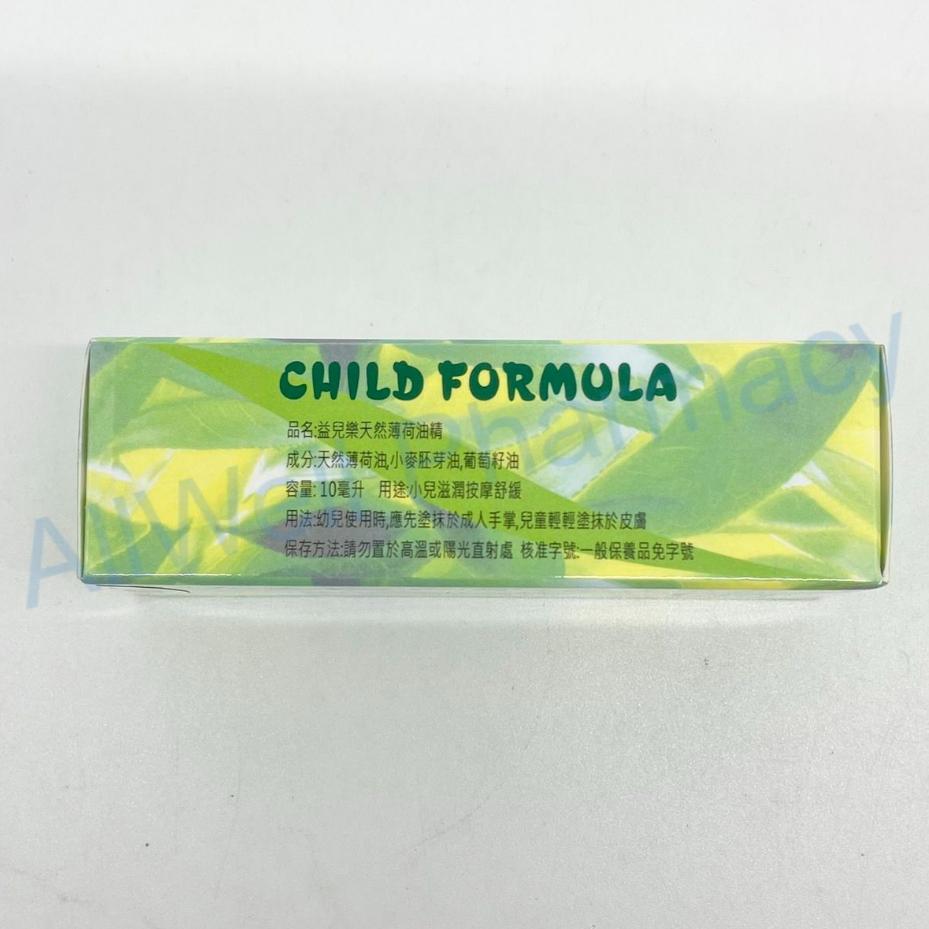 CHILD FORMULA
品名:益兒樂天然薄荷油精
成分:天然薄荷油,小麥胚芽油,葡萄籽油
容量: 10毫升 用途:小兒滋潤按摩舒緩
用法:幼兒使用時,應先塗抹於成人手掌,兒童輕輕塗抹於皮膚
保存方法:請勿置於高溫或陽光直射處 核准字號:一般保養品免字號
Pharmacy